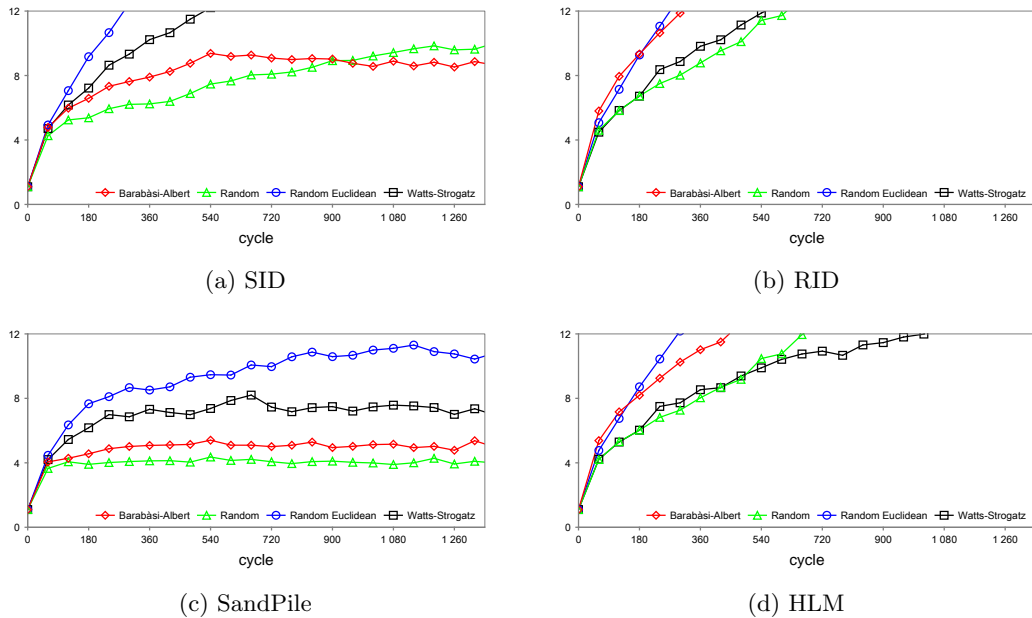 12
8
4
0
Barabàsi-Albert Random Random Euclidean Watts-Strogatz
0 180 360 540 720 900 1 080 1 260
cycle
(a) SID
12
8
4
0
Barabàsi-Albert Random Random Euclidean Watts-Strogatz
0 180 360 540 720 900 1 080 1 260
cycle
(b) RID
12
8
4
0
Barabàsi-Albert Random Random Euclidean Watts-Strogatz
0 180 360 540 720 900 1 080 1 260
cycle
(c) SandPile
12
8
4
0
Barabàsi-Albert Random Random Euclidean Watts-Strogatz
0 180 360 540 720 900 1 080 1 260
cycle
(d) HLM